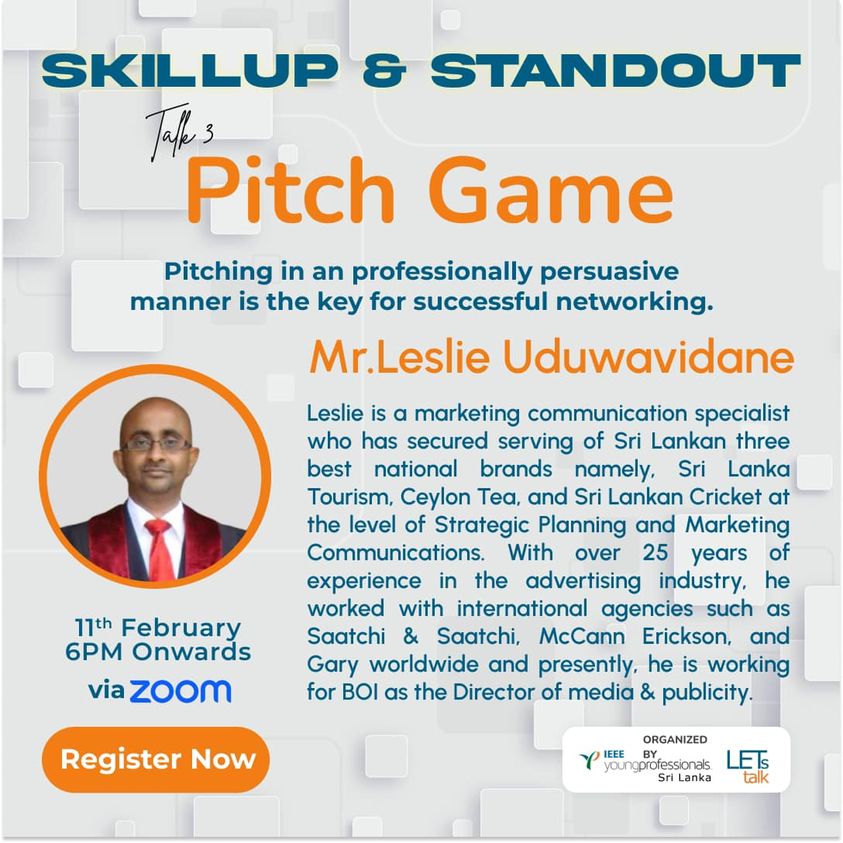 SKILLUP & STANDOUT
Talk 3
Pitch Game
Pitching in an professionally persuasive
manner is the key for successful networking.
Mr.Leslie Uduwavidane
Leslie is a marketing communication specialist
who has secured serving of Sri Lankan three
best national brands namely, Sri Lanka
Tourism, Ceylon Tea, and Sri Lankan Cricket at
the level of Strategic Planning and Marketing
Communications. With over 25 years of
experience in the advertising industry, he
worked with international agencies such as
Saatchi & Saatchi, McCann Erickson, and
Gary worldwide and presently, he is working
for BOI as the Director of media & publicity.
11th February
6PM Onwards
via zoom
Register Now
ORGANIZED
BY
IEEE
youngprofessionals
Sri Lanka
LETs
talk